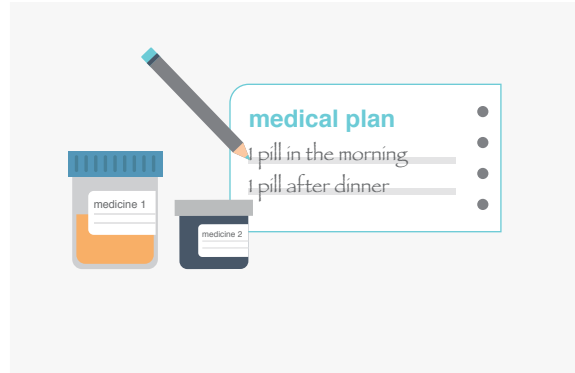 medical plan
1 pill in the morning
1 pill after dinner
medicine 1
medicine 2